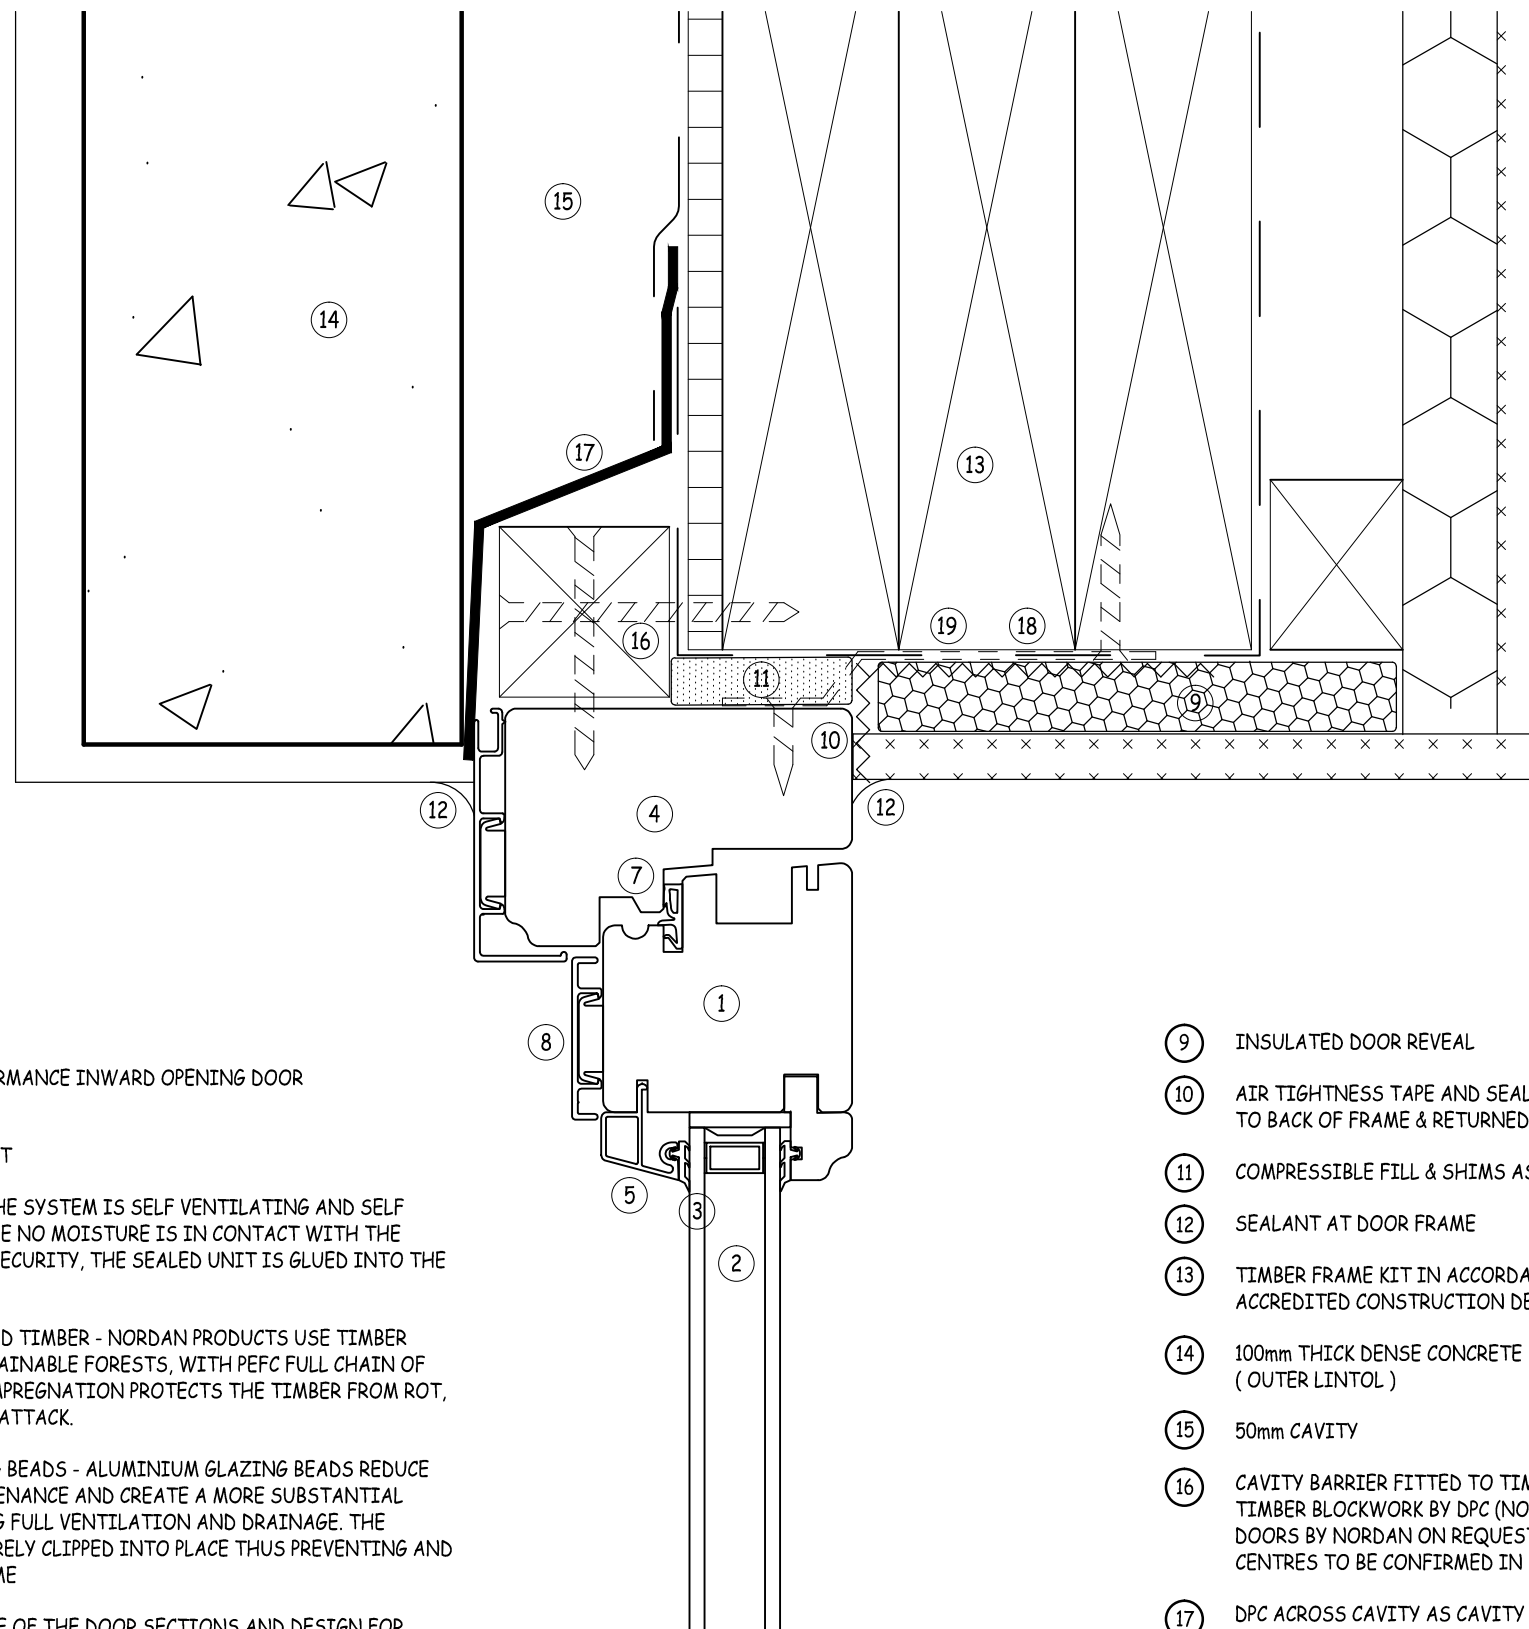 15
14
17
13
19
18
16
11
9
10
12
4
12
7
1
8
5
3
2
RMANCE INWARD OPENING DOOR
T
HE SYSTEM IS SELF VENTILATING AND SELF
E NO MOISTURE IS IN CONTACT WITH THE
ECURITY, THE SEALED UNIT IS GLUED INTO THE
D TIMBER - NORDAN PRODUCTS USE TIMBER
AINABLE FORESTS, WITH PEFC FULL CHAIN OF
MPREGNATION PROTECTS THE TIMBER FROM ROT,
ATTACK.
G BEADS - ALUMINIUM GLAZING BEADS REDUCE
ENANCE AND CREATE A MORE SUBSTANTIAL
G FULL VENTILATION AND DRAINAGE. THE
RELY CLIPPED INTO PLACE THUS PREVENTING AND
ME
E OF THE DOOR SECTIONS AND DESIGN FOR
9 INSULATED DOOR REVEAL
10 AIR TIGHTNESS TAPE AND SEAL
TO BACK OF FRAME & RETURNED
11 COMPRESSIBLE FILL & SHIMS AS
12 SEALANT AT DOOR FRAME
13 TIMBER FRAME KIT IN ACCORDA
ACCREDITED CONSTRUCTION DE
14 100mm THICK DENSE CONCRETE
( OUTER LINTOL )
15 50mm CAVITY
16 CAVITY BARRIER FITTED TO TIM
TIMBER BLOCKWORK BY DPC (NO
DOORS BY NORDAN ON REQUEST
CENTRES TO BE CONFIRMED IN
17 DPC ACROSS CAVITY AS CAVITY